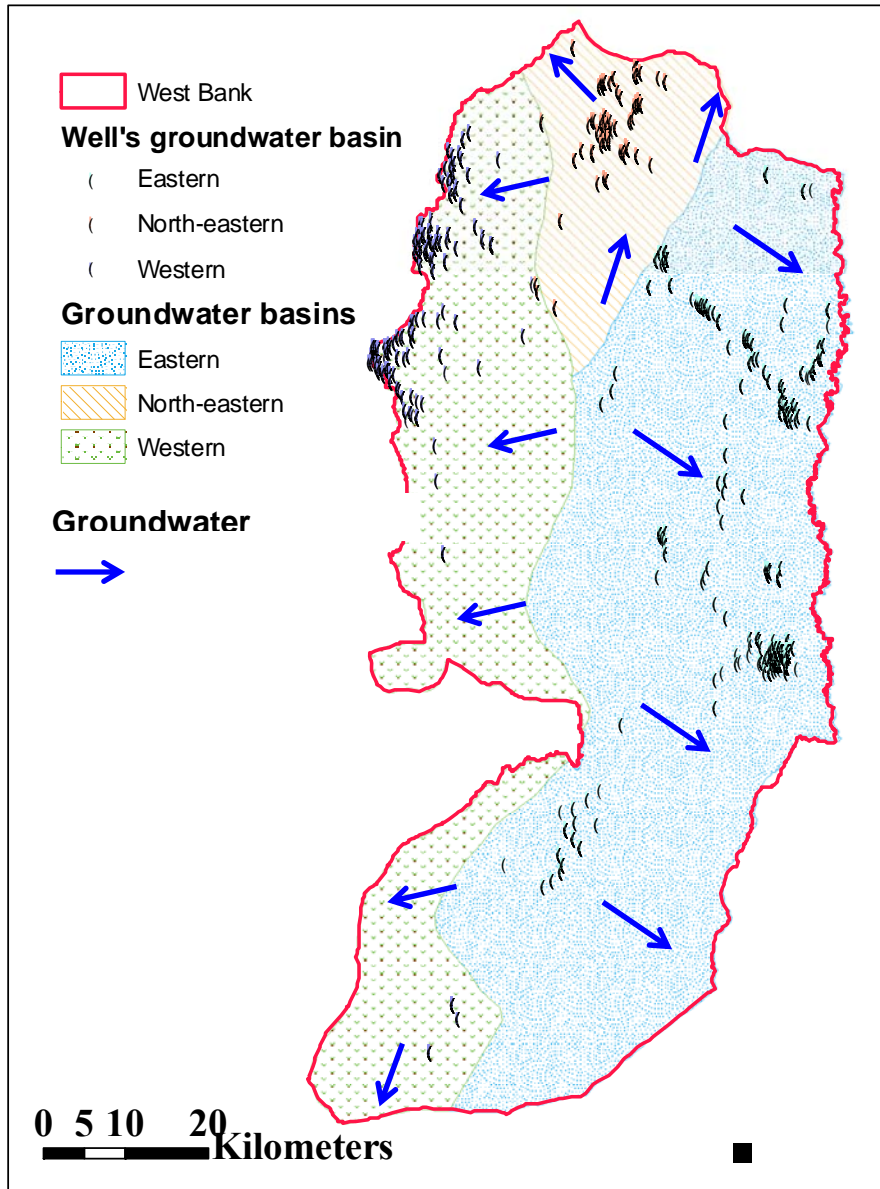 West Bank
Well's groundwater basin
Eastern
North-eastern
Western
Groundwater basins
Eastern
North-eastern
Western
Groundwater
0 5 10 20
Kilometers